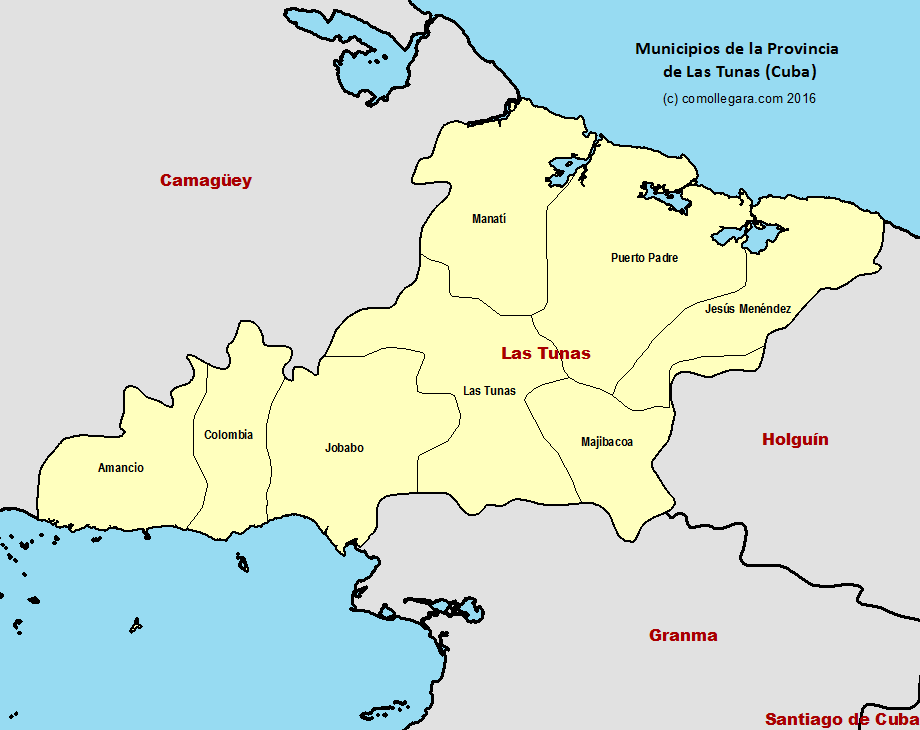 Municipios de la Provincia
de Las Tunas (Cuba)
(c) comollegara.com 2016
Camagüey
Manatí
Puerto Padre
Jesús Menéndez
Las Tunas
Las Tunas
Colombia
Majibacoa
Holguín
Jobabo
Amancio
Granma
Santiago de Cuba